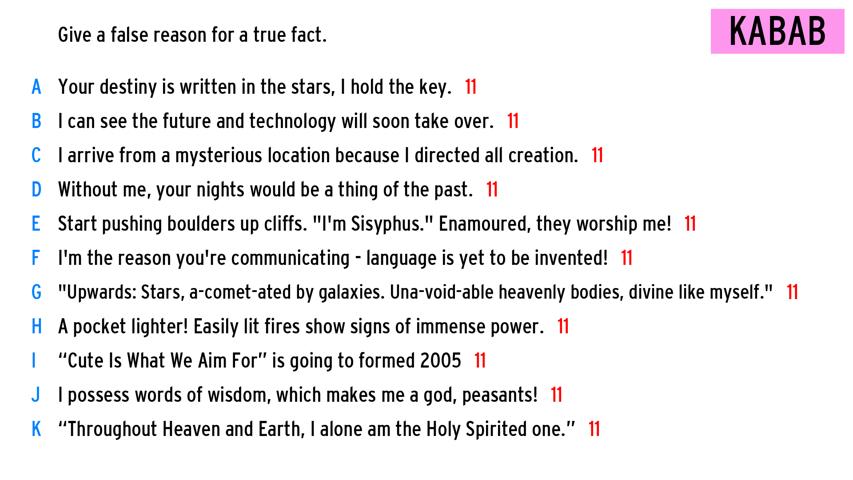 Give a false reason for a true fact.
KABAB
A Your destiny is written in the stars, I hold the key. 11
B I can see the future and technology will soon take over. 11
C I arrive from a mysterious location because I directed all creation. 11
D Without me, your nights would be a thing of the past. 11
E Start pushing boulders up cliffs. "I'm Sisyphus." Enamoured, they worship me! 11
F I'm the reason you're communicating - language is yet to be invented! 11
G "Upwards: Stars, a-comet-ated by galaxies. Una-void-able heavenly bodies, divine like myself." 11
H A pocket lighter! Easily lit fires show signs of immense power. 11
I “Cute Is What We Aim For” is going to formed 2005 11
J I possess words of wisdom, which makes me a god, peasants! 11
K “Throughout Heaven and Earth, I alone am the Holy Spirited one.” 11